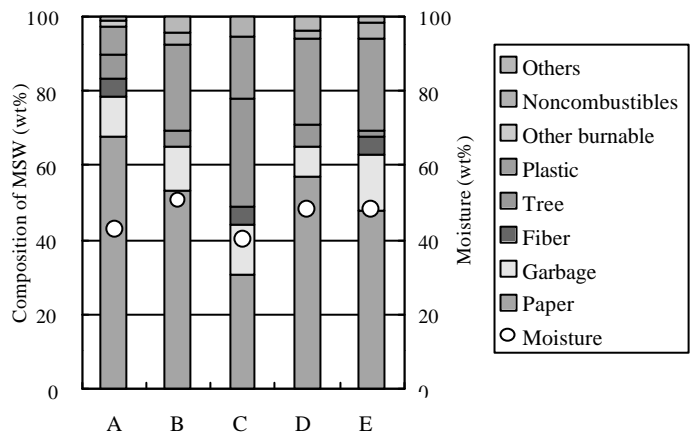 Composition of MSW (wt%)
100
80
60
40
20
0
A B C D E
100
80
60
40
20
0
Moisture (wt%)
Others
Noncombustibles
Other burnable
Plastic
Tree
Fiber
Garbage
Paper
Moisture